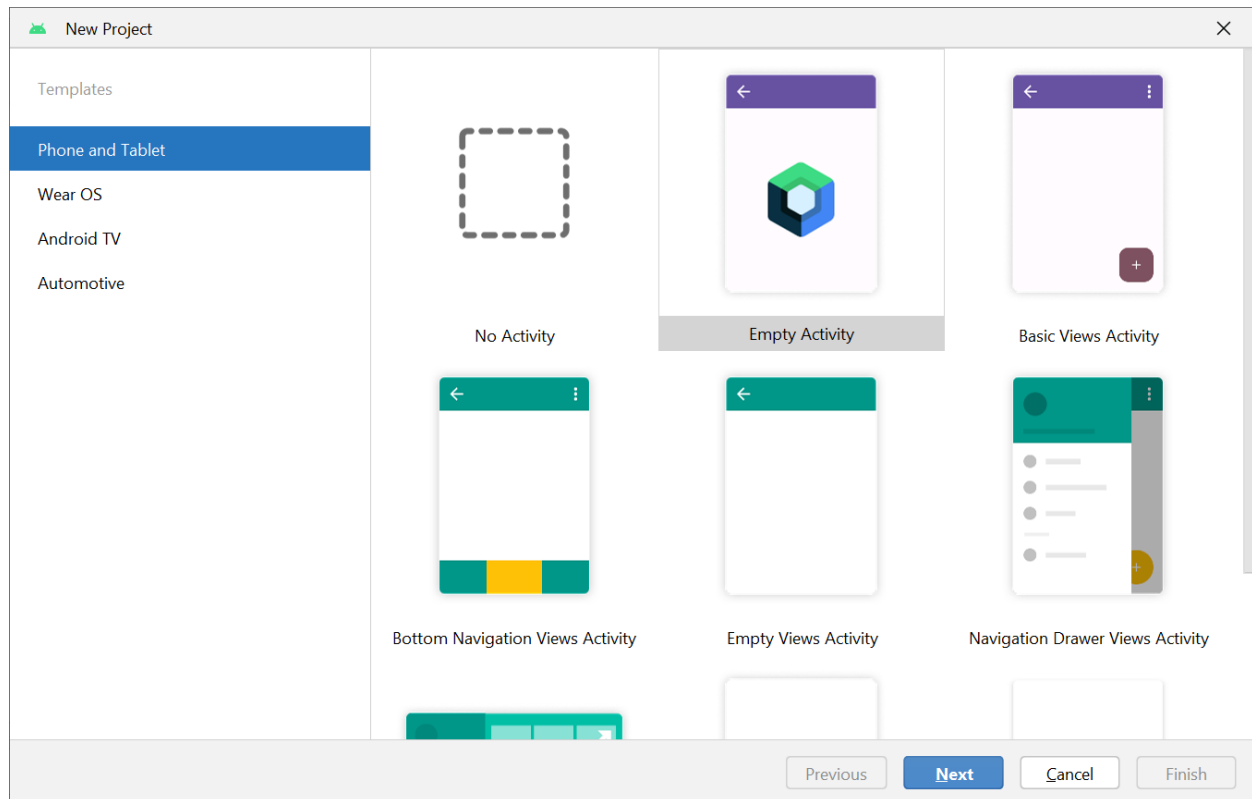 New Project
Templates
Phone and Tablet
Wear OS
Android TV
Automotive
No Activity
Empty Activity
Basic Views Activity
Bottom Navigation Views Activity
Empty Views Activity
Navigation Drawer Views Activity
Previous
Next
Cancel
Finish